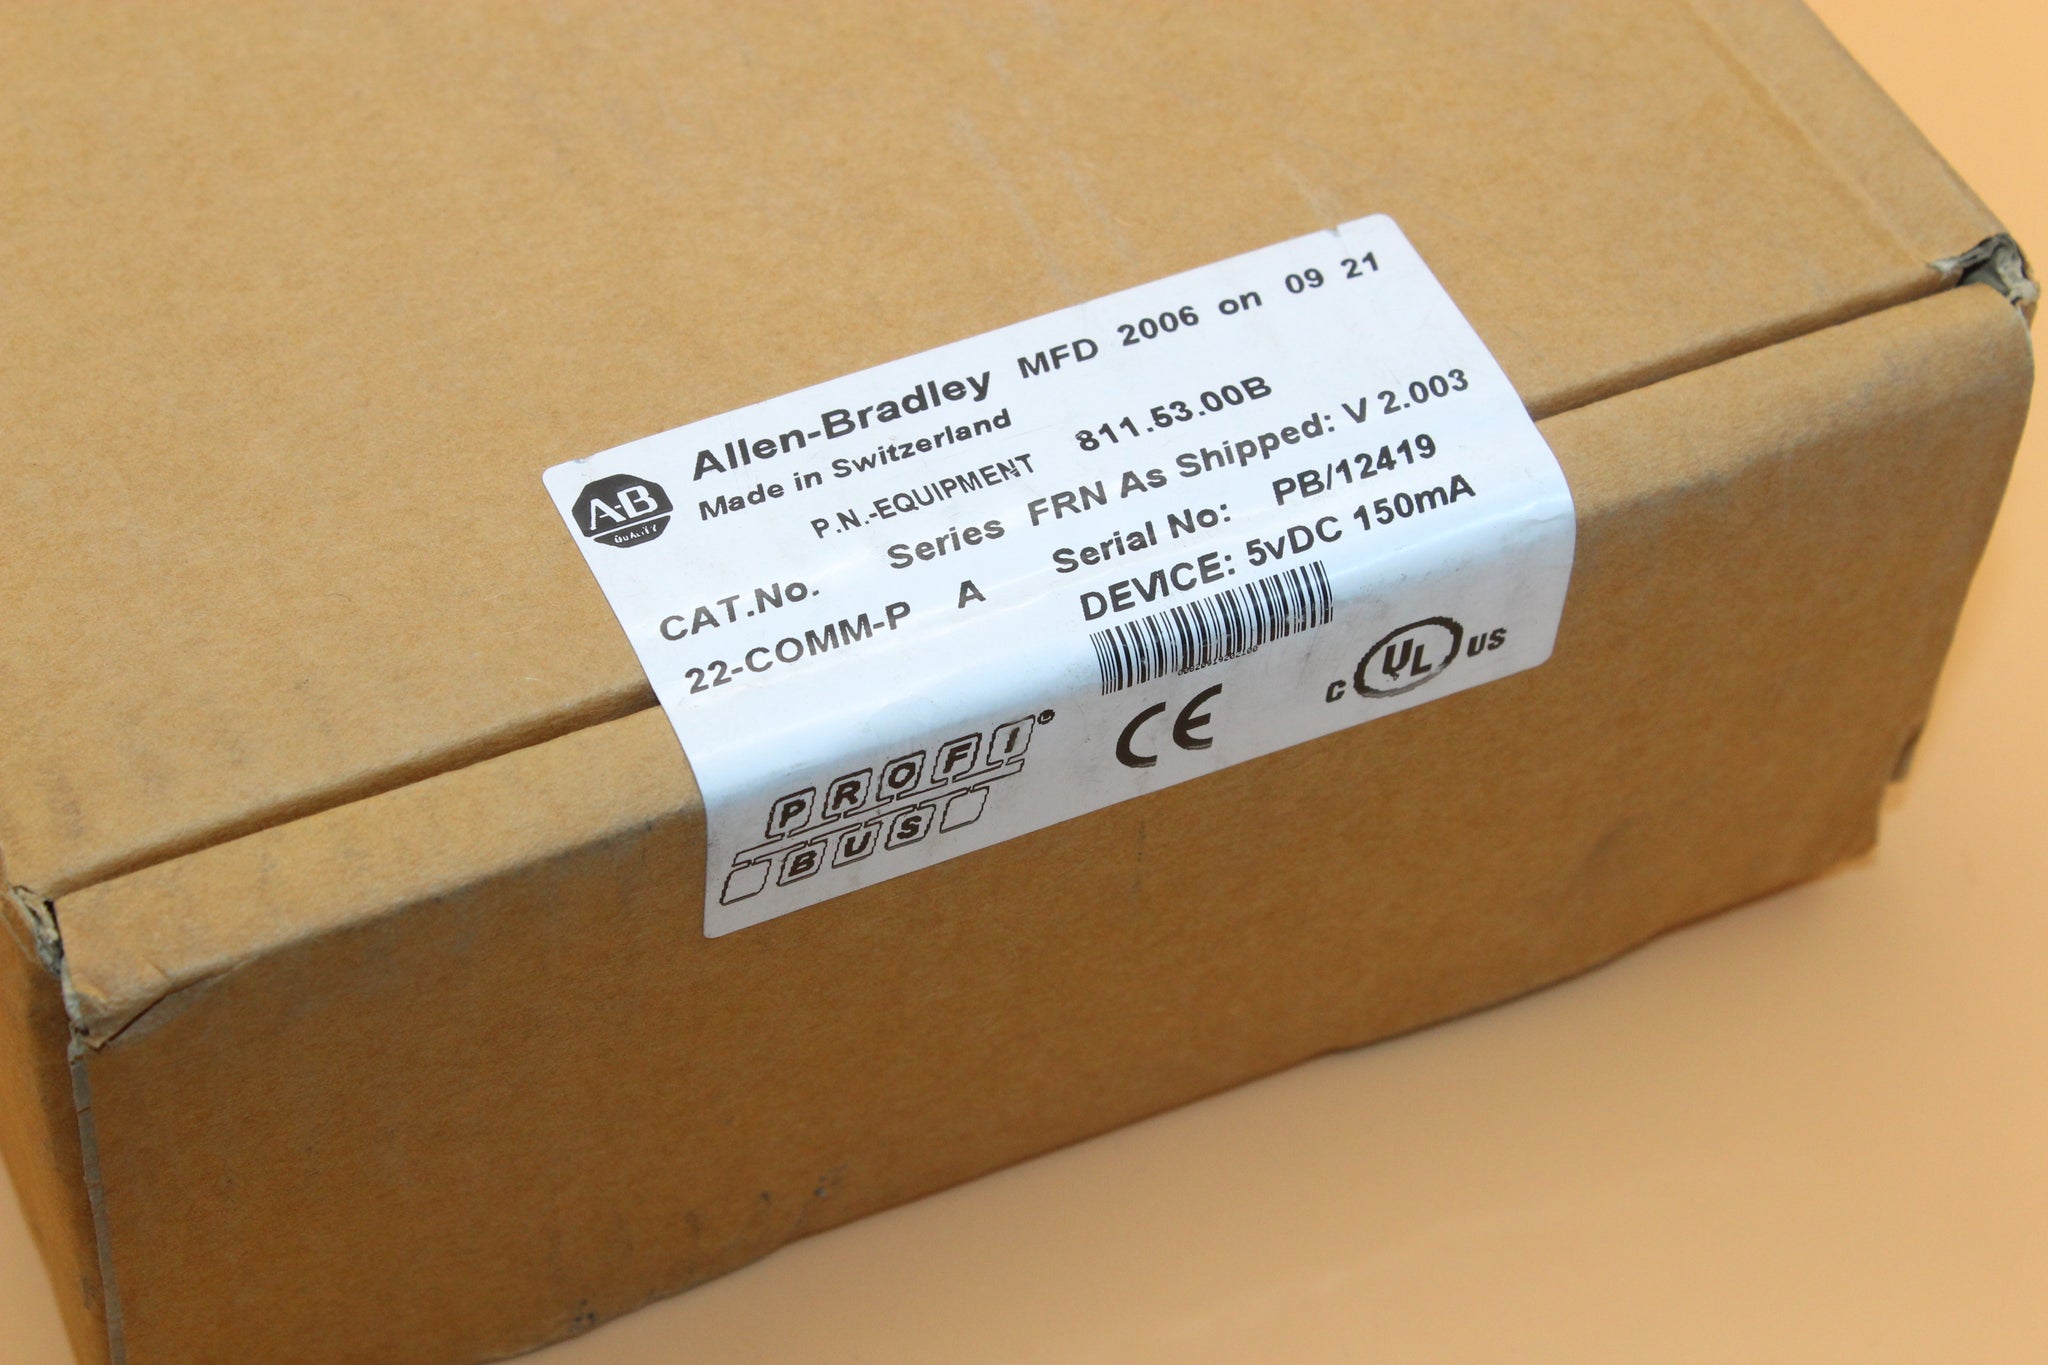 Allen-Bradley MFD 2006 on 09 21
Made in Switzerland
P.N.-EQUIPMENT 811.53.00B
CAT.No. Series FRN As Shipped: V 2.003
22-COMM-P A Serial No: PB/12419
DEVICE: 5vDC 150mA
A-B
QUALITY
PROFI
BUS
CE
C UL US